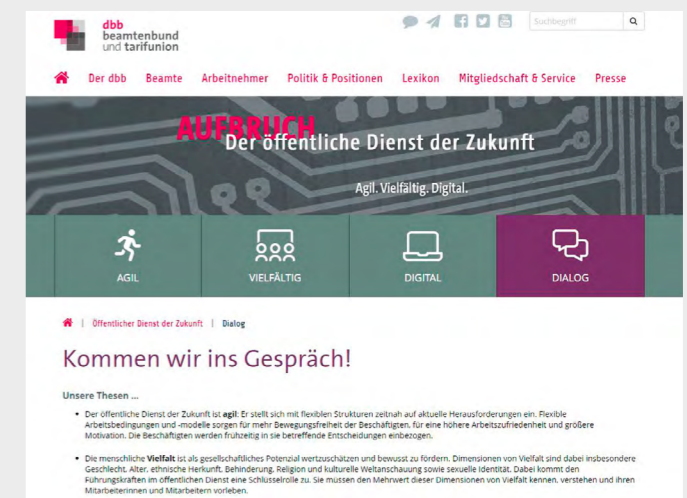 dbb
beamtenbund
und tarifunion
Suchbegriff
Der dbb Beamte Arbeitnehmer Politik & Positionen Lexikon Mitgliedschaft & Service Presse
AUFBRUCH
Der öffentliche Dienst der Zukunft
Agil. Vielfältig. Digital.
AGIL VIELFÄLTIG DIGITAL DIALOG
| Öffentlicher Dienst der Zukunft | Dialog
Kommen wir ins Gespräch!
Unsere Thesen ...
• Der öffentliche Dienst der Zukunft ist agil: Er stellt sich mit flexiblen Strukturen zeitnah auf aktuelle Herausforderungen ein. Flexible
Arbeitsbedingungen und -modelle sorgen für mehr Bewegungsfreiheit der Beschäftigten, für eine höhere Arbeitszufriedenheit und größere
Motivation. Die Beschäftigten werden frühzeitig in sie betreffende Entscheidungen einbezogen.
• Die menschliche Vielfalt ist als gesellschaftliches Potenzial wertzuschätzen und bewusst zu fördern. Dimensionen von Vielfalt sind dabei insbesondere
Geschlecht, Alter, ethnische Herkunft, Behinderung, Religion und kulturelle Weltanschauung sowie sexuelle Identität. Dabei kommt den
Führungskräften im öffentlichen Dienst eine Schlüsselrolle zu. Sie müssen den Mehrwert dieser Dimensionen von Vielfalt kennen, verstehen und ihren
Mitarbeiterinnen und Mitarbeitern vorleben.